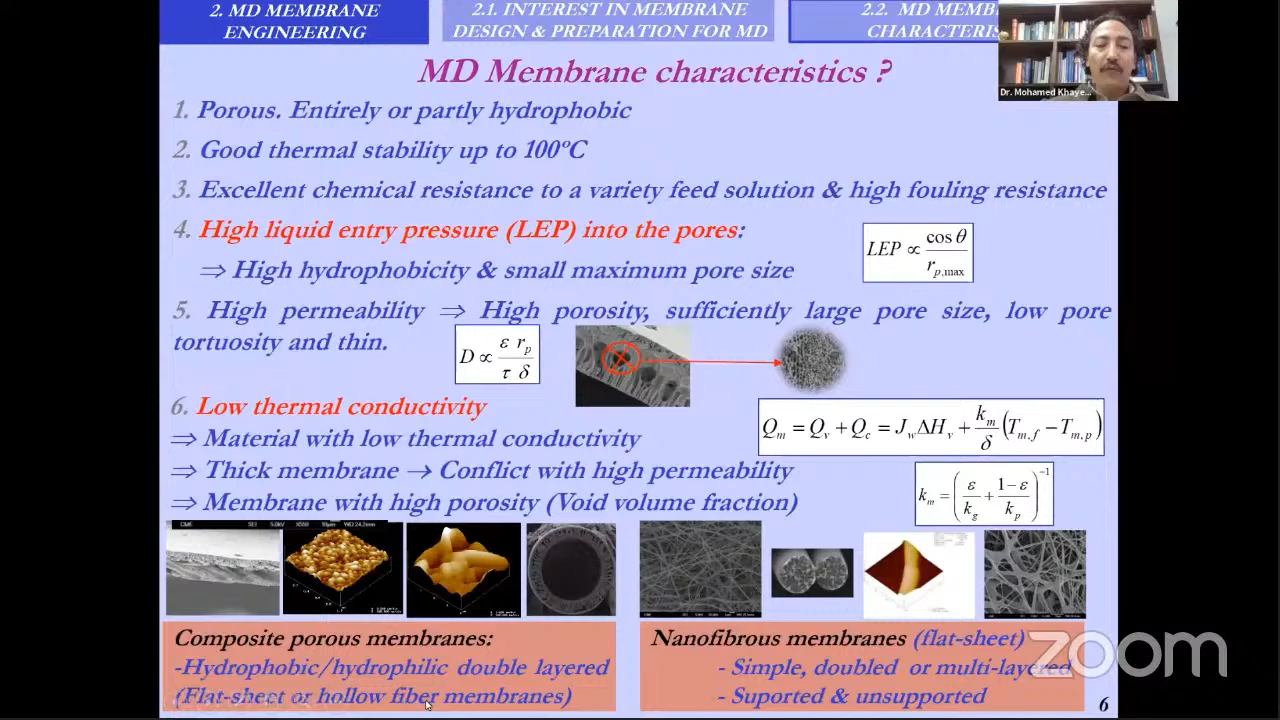 2. MD MEMBRANE
ENGINEERING
2.1. INTEREST IN MEMBRANE
DESIGN & PREPARATION FOR MD
2.2. MD MEMB
CHARACTERIS
Dr. Mohamed Khaye...
MD Membrane characteristics ?
1. Porous. Entirely or partly hydrophobic
2. Good thermal stability up to 100ºC
3. Excellent chemical resistance to a variety feed solution & high fouling resistance
4. High liquid entry pressure (LEP) into the pores:
⇒ High hydrophobicity & small maximum pore size
LEP ∝ cos θ / r_p,max
5. High permeability ⇒ High porosity, sufficiently large pore size, low pore
tortuosity and thin.
D ∝ ε r_p / τ δ
6. Low thermal conductivity
⇒ Material with low thermal conductivity
⇒ Thick membrane → Conflict with high permeability
⇒ Membrane with high porosity (Void volume fraction)
Q_m = Q_v + Q_c = J_w ΔH_v + k_m/δ (T_m,f − T_m,p)
k_m = (ε/k_g + 1−ε/k_p)^−1
Composite porous membranes:
-Hydrophobic/hydrophilic double layered
(Flat-sheet or hollow fiber membranes)
Nanofibrous membranes (flat-sheet)
- Simple, doubled or multi-layered
- Suported & unsupported
zoom
6